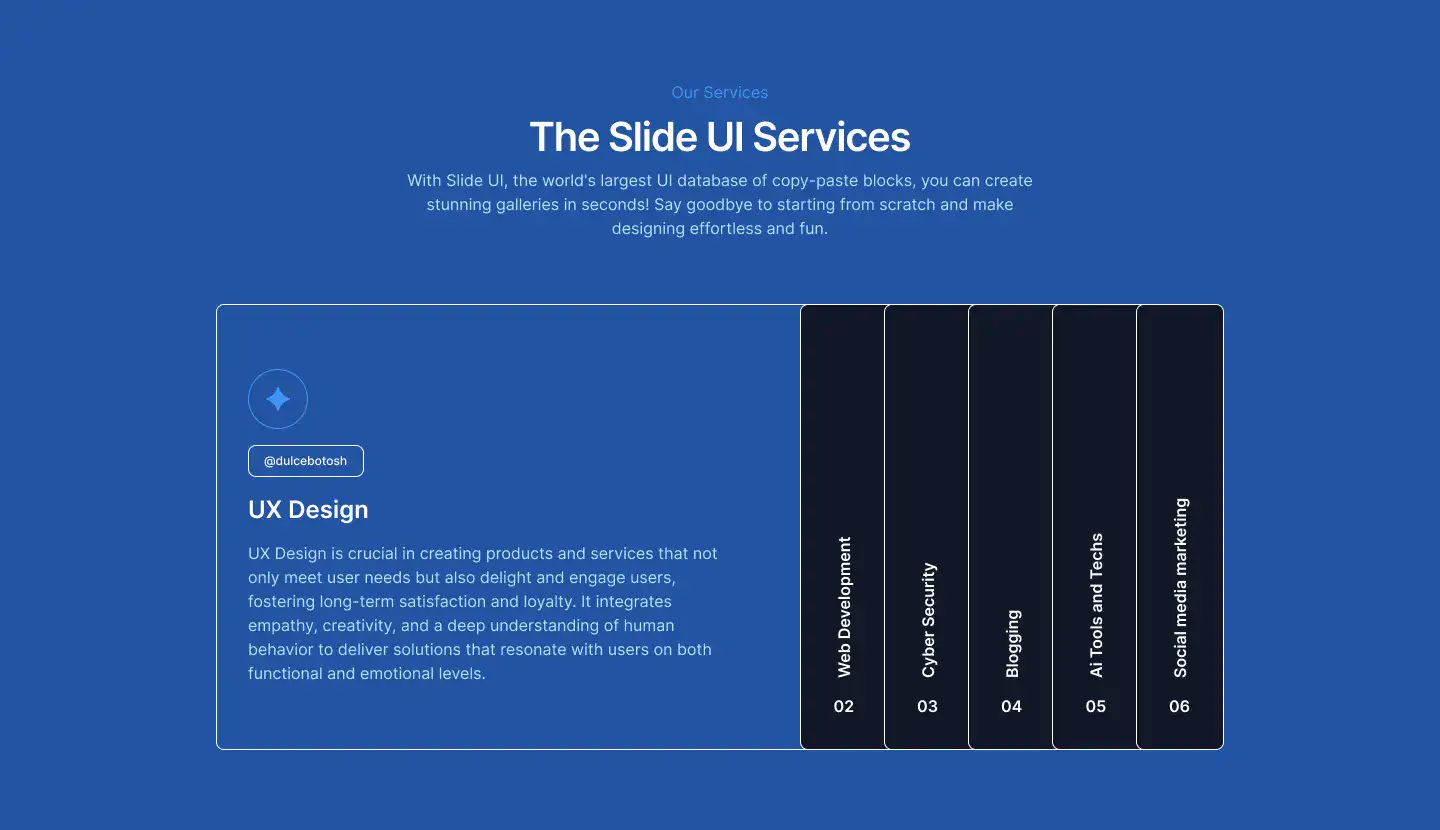 Our Services
The Slide UI Services
With Slide UI, the world's largest UI database of copy-paste blocks, you can create
stunning galleries in seconds! Say goodbye to starting from scratch and make
designing effortless and fun.
@dulcebotosh
UX Design
UX Design is crucial in creating products and services that not
only meet user needs but also delight and engage users,
fostering long-term satisfaction and loyalty. It integrates
empathy, creativity, and a deep understanding of human
behavior to deliver solutions that resonate with users on both
functional and emotional levels.
Web Development
02
Cyber Security
03
Blogging
04
Ai Tools and Techs
05
Social media marketing
06